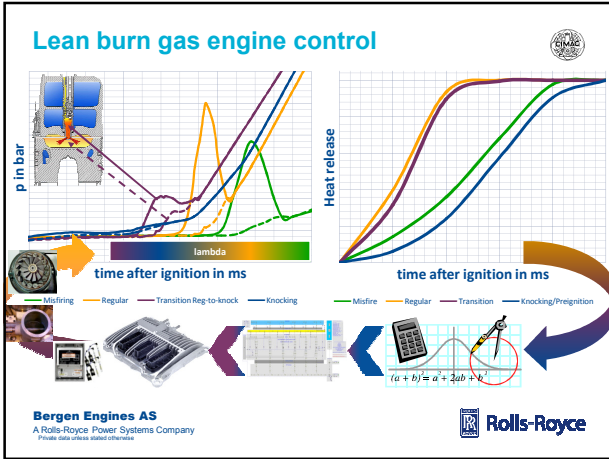 Lean burn gas engine control
CIMAC
p in bar
lambda
time after ignition in ms
Misfiring Regular Transition Reg-to-knock Knocking
Heat release
time after ignition in ms
Misfire Regular Transition Knocking/Preignition
(a + b)² = a² + 2ab + b²
Bergen Engines AS
A Rolls-Royce Power Systems Company
Private data unless stated otherwise
RR Rolls-Royce